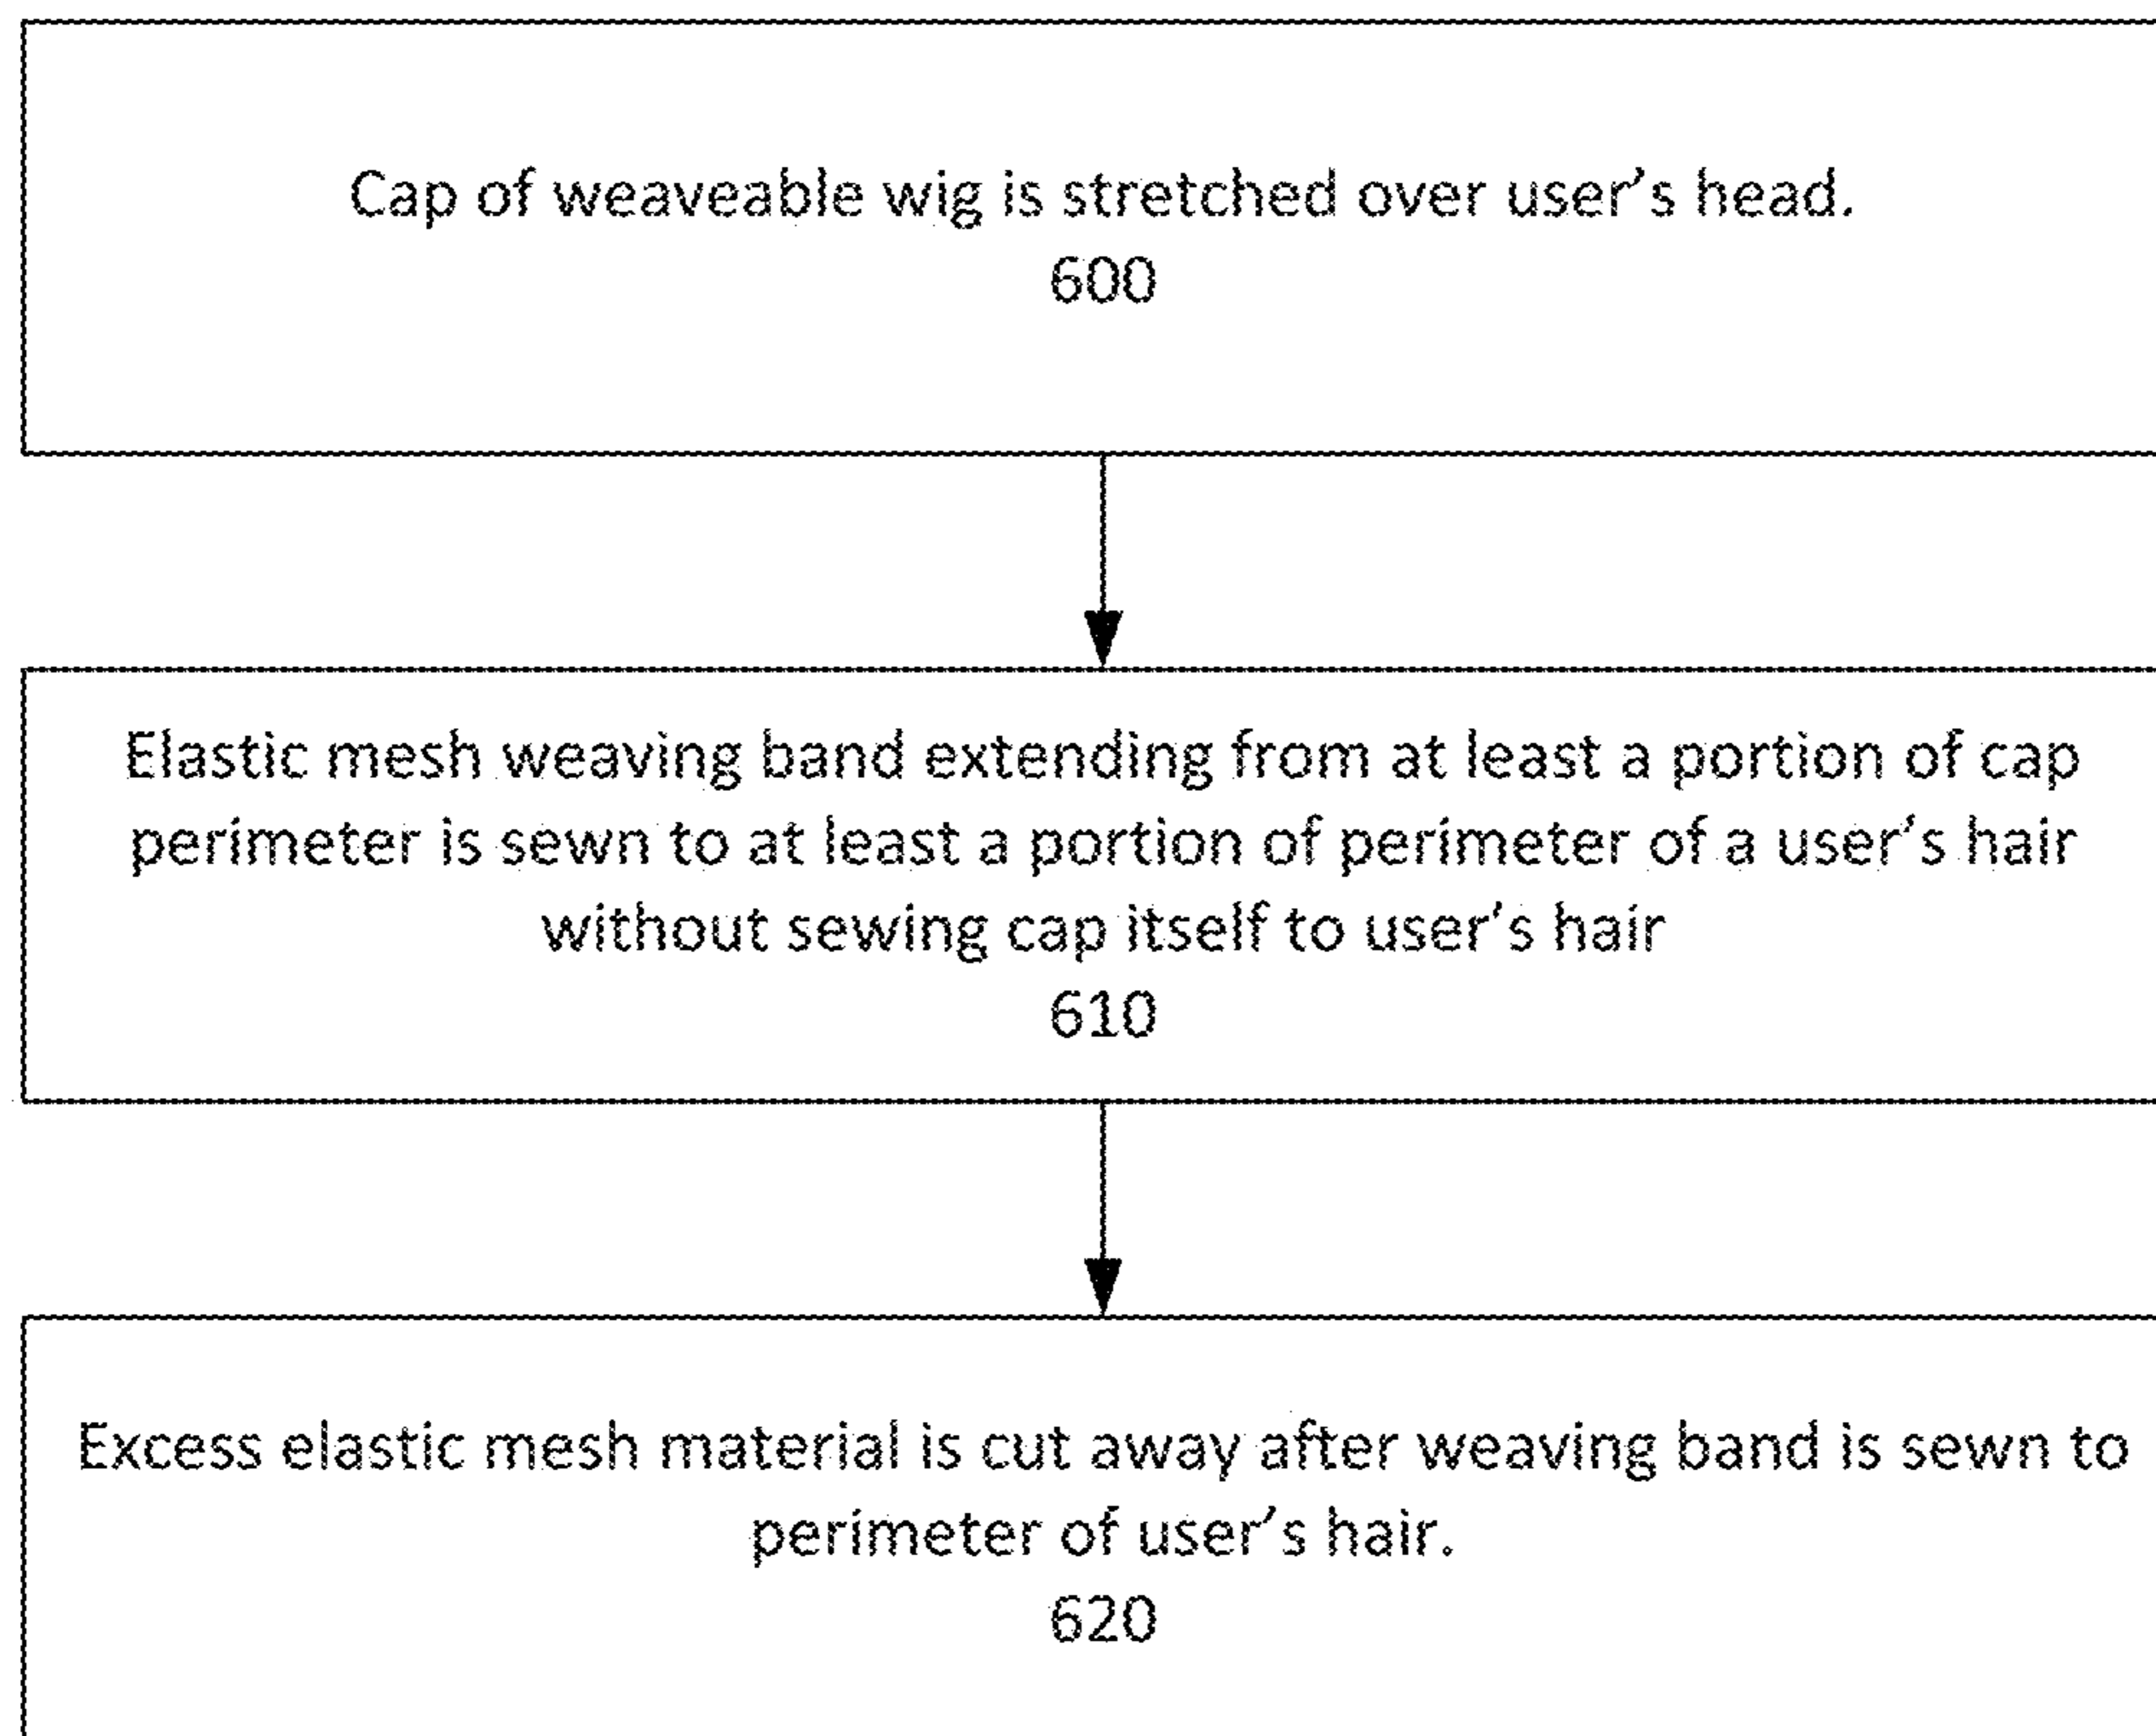 Cap of weaveable wig is stretched over user's head.
600
Elastic mesh weaving band extending from at least a portion of cap
perimeter is sewn to at least a portion of perimeter of a user's hair
without sewing cap itself to user's hair
610
Excess elastic mesh material is cut away after weaving band is sewn to
perimeter of user's hair.
620